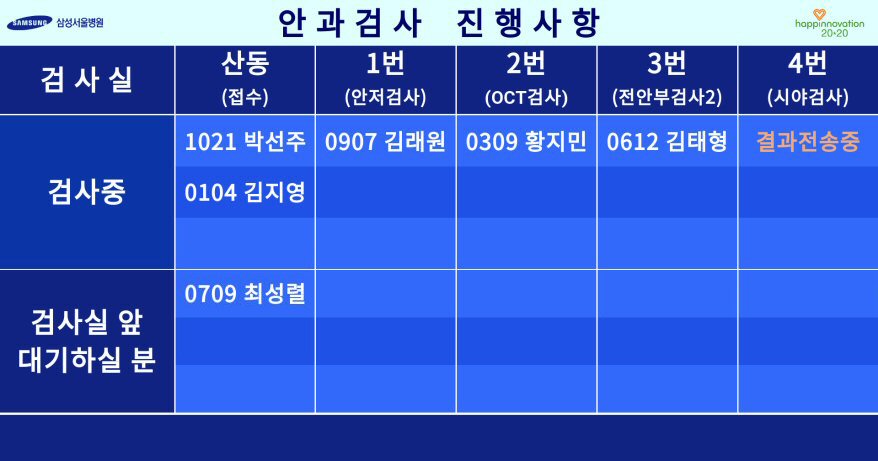 SAMSUNG 삼성서울병원
안과검사 진행사항
happinnovation
20×20
검사실
산동
(접수)
1번
(안저검사)
2번
(OCT검사)
3번
(전안부검사2)
4번
(시야검사)
검사중
1021 박선주
0907 김래원
0309 황지민
0612 김태형
결과전송중
0104 김지영
검사실 앞
대기하실 분
0709 최성렬